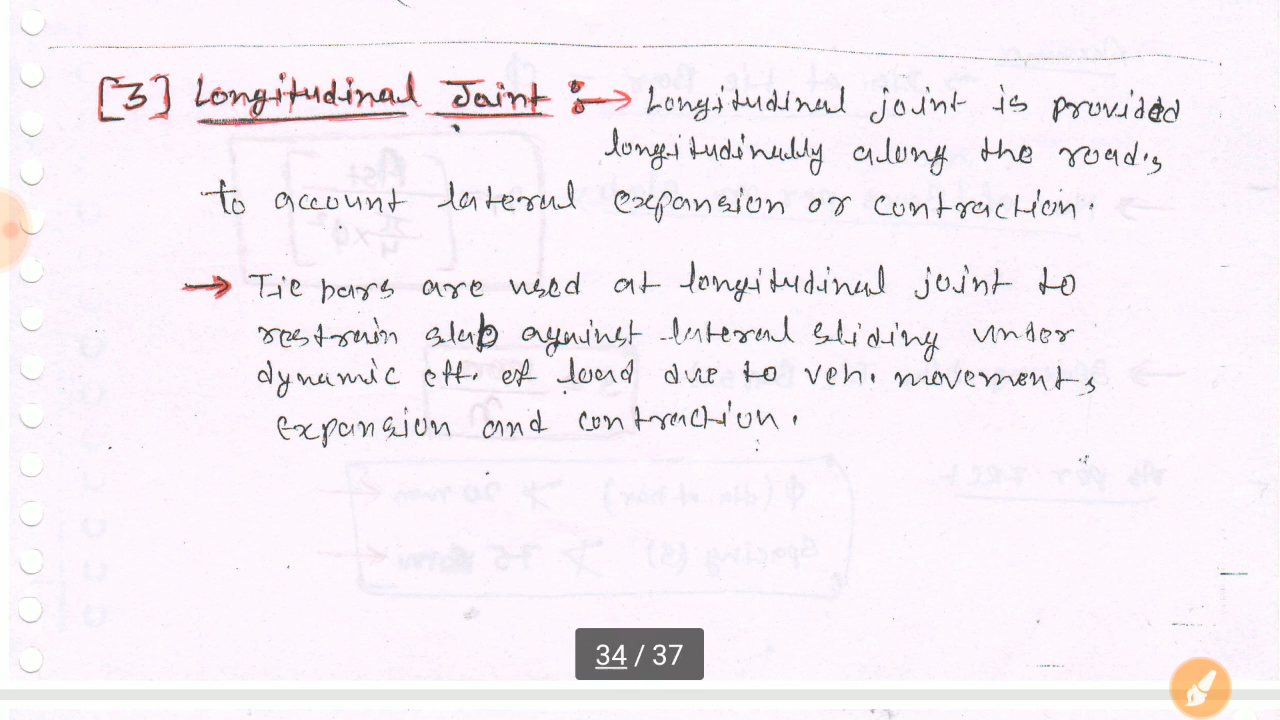 [3] Longitudinal Joint :→ Longitudinal joint is provided
longitudinally along the road,
to account lateral expansion or contraction.
→ Tie bars are used at longitudinal joint to
restrain slab against lateral sliding under
dynamic eff. of load due to veh. movement,
expansion and contraction.
34 / 37